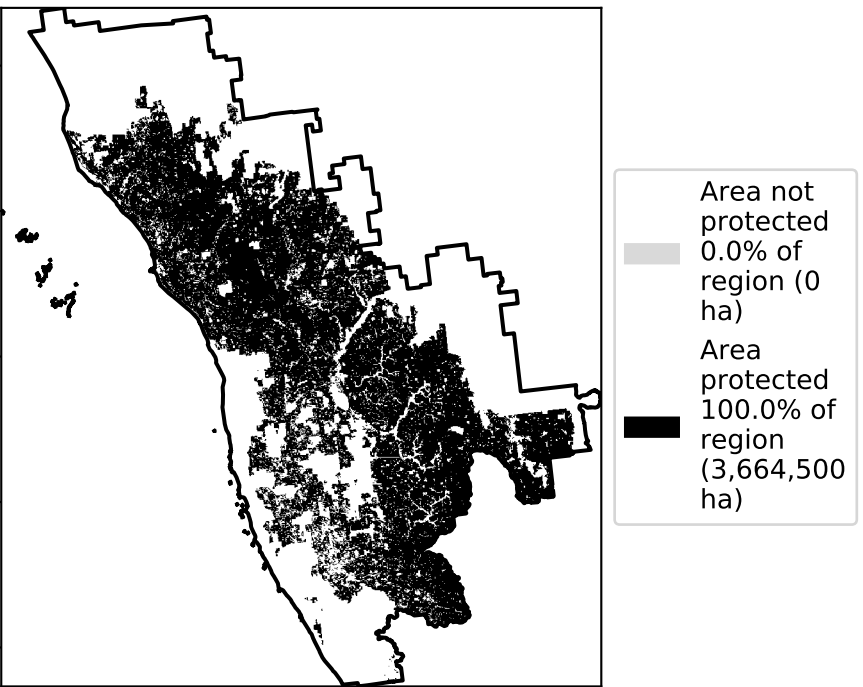 Area not
protected
0.0% of
region (0
ha)
Area
protected
100.0% of
region
(3,664,500
ha)